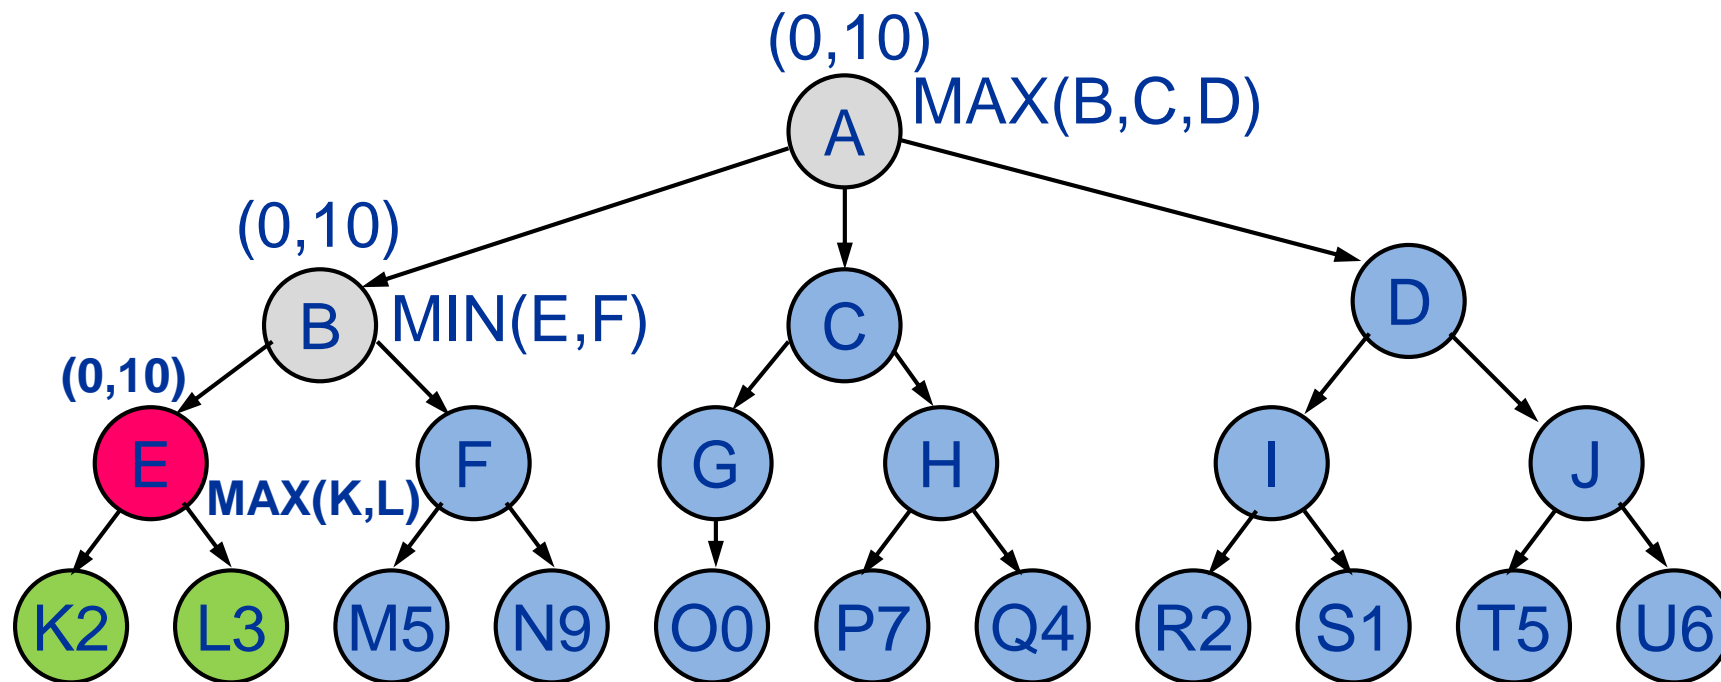 (0,10)
A
MAX(B,C,D)
(0,10)
B
MIN(E,F)
C
D
(0,10)
E
MAX(K,L)
F
G
H
I
J
K2
L3
M5
N9
O0
P7
Q4
R2
S1
T5
U6